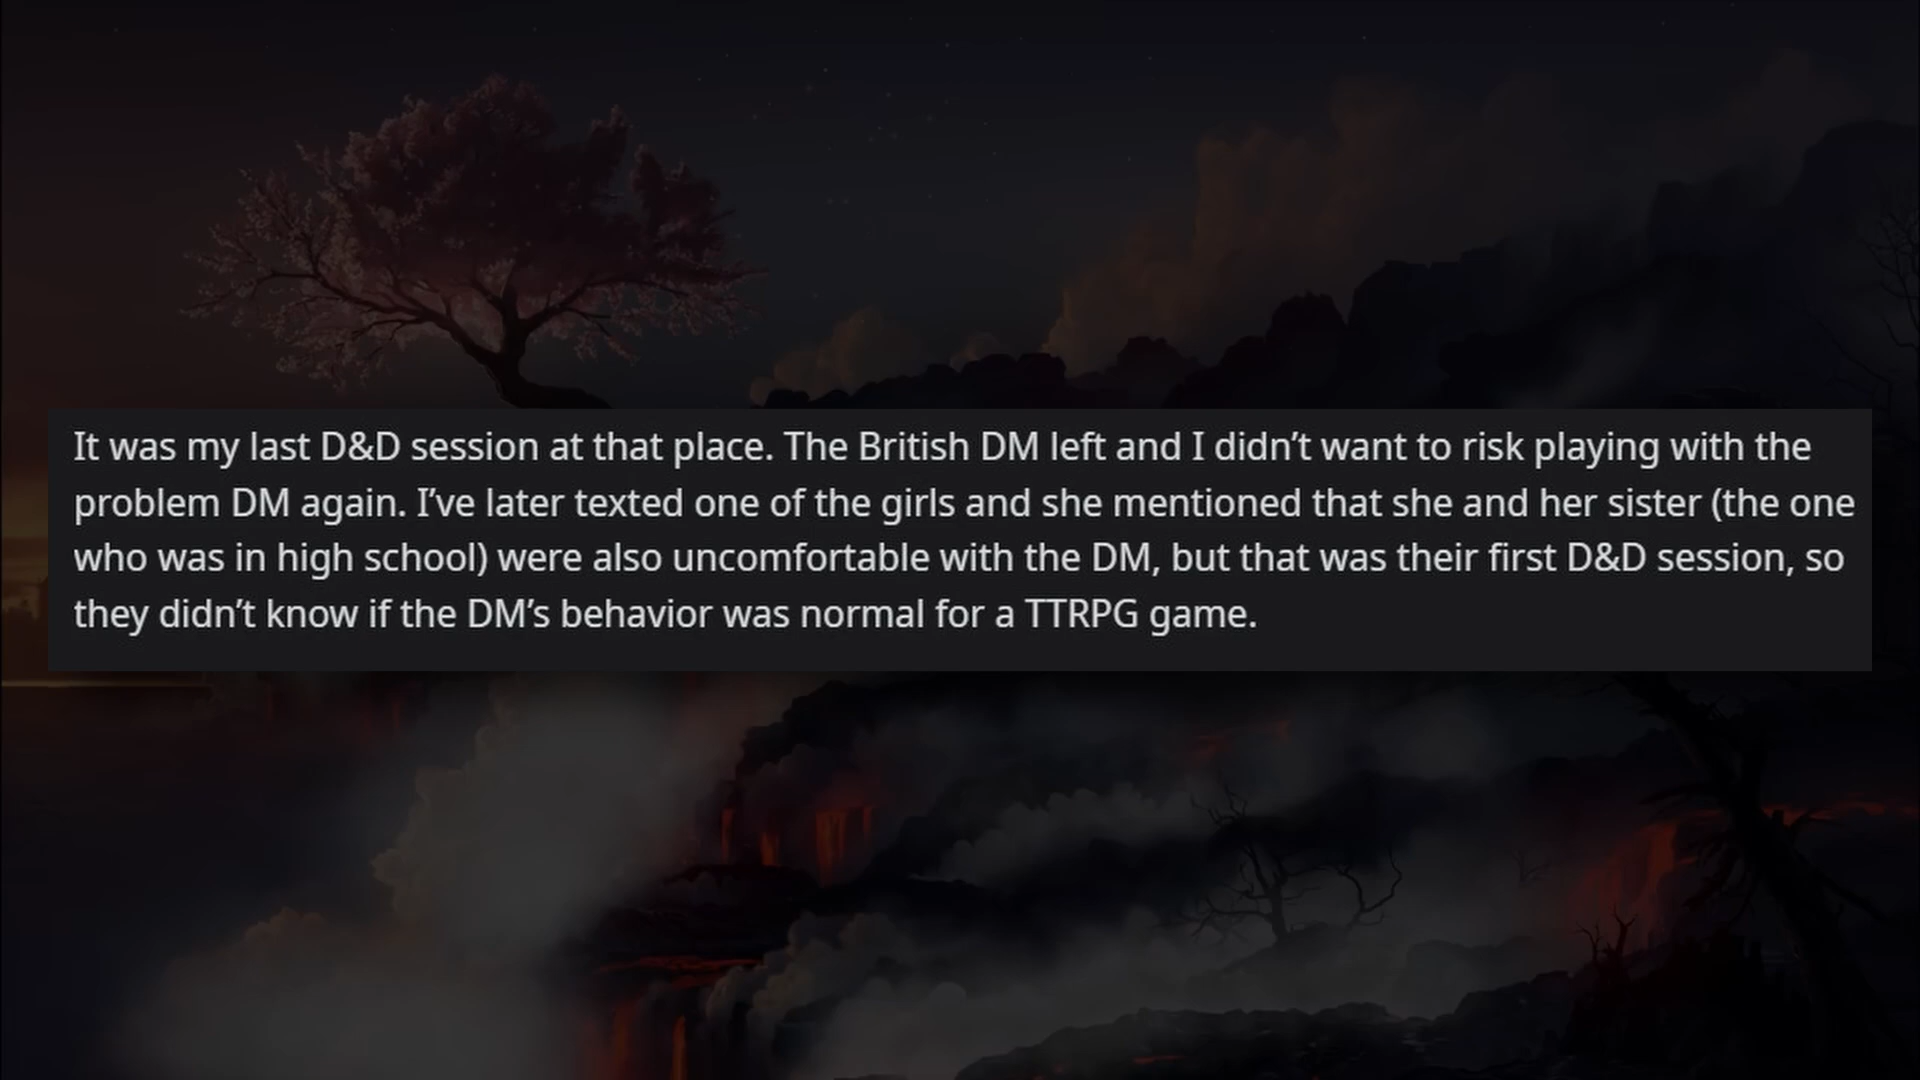 It was my last D&D session at that place. The British DM left and I didn’t want to risk playing with the
problem DM again. I’ve later texted one of the girls and she mentioned that she and her sister (the one
who was in high school) were also uncomfortable with the DM, but that was their first D&D session, so
they didn’t know if the DM’s behavior was normal for a TTRPG game.